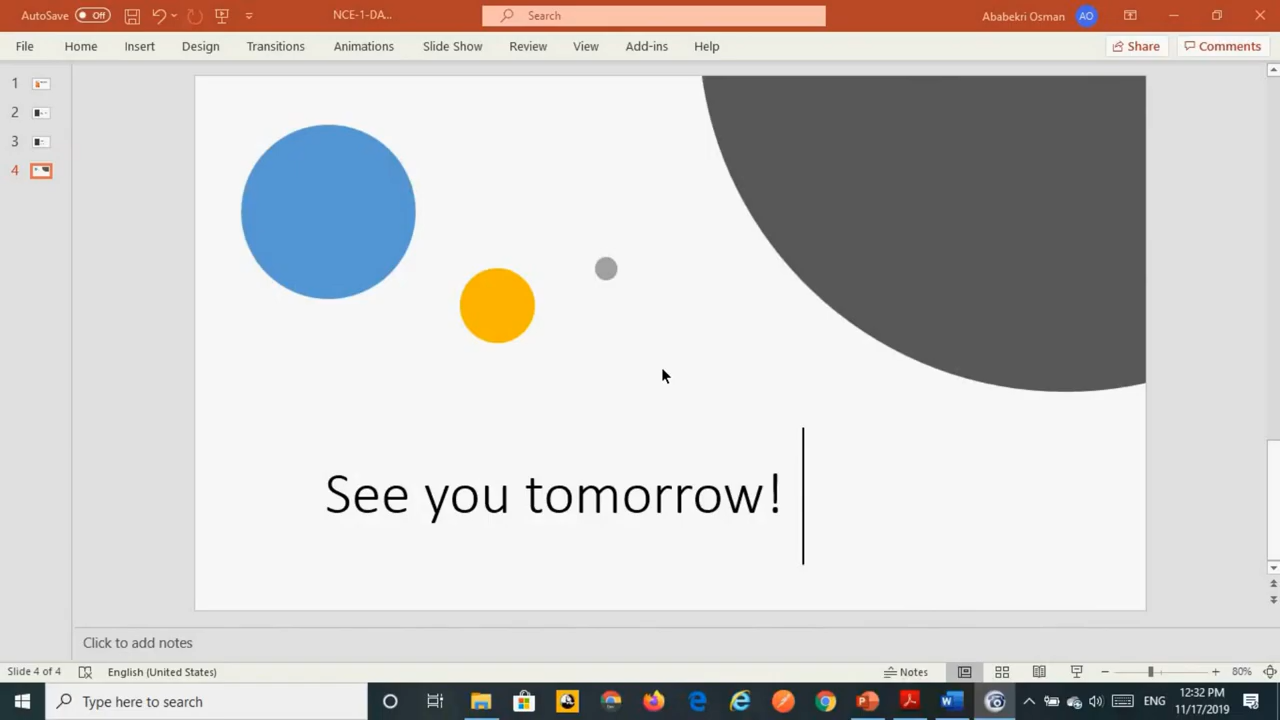 AutoSave Off NCE-1-DA... Search Ababekri Osman AO
File Home Insert Design Transitions Animations Slide Show Review View Add-ins Help Share Comments
1
2
3
4
See you tomorrow!
Click to add notes
Slide 4 of 4 English (United States) Notes 80%
Type here to search ENG 12:32 PM
11/17/2019